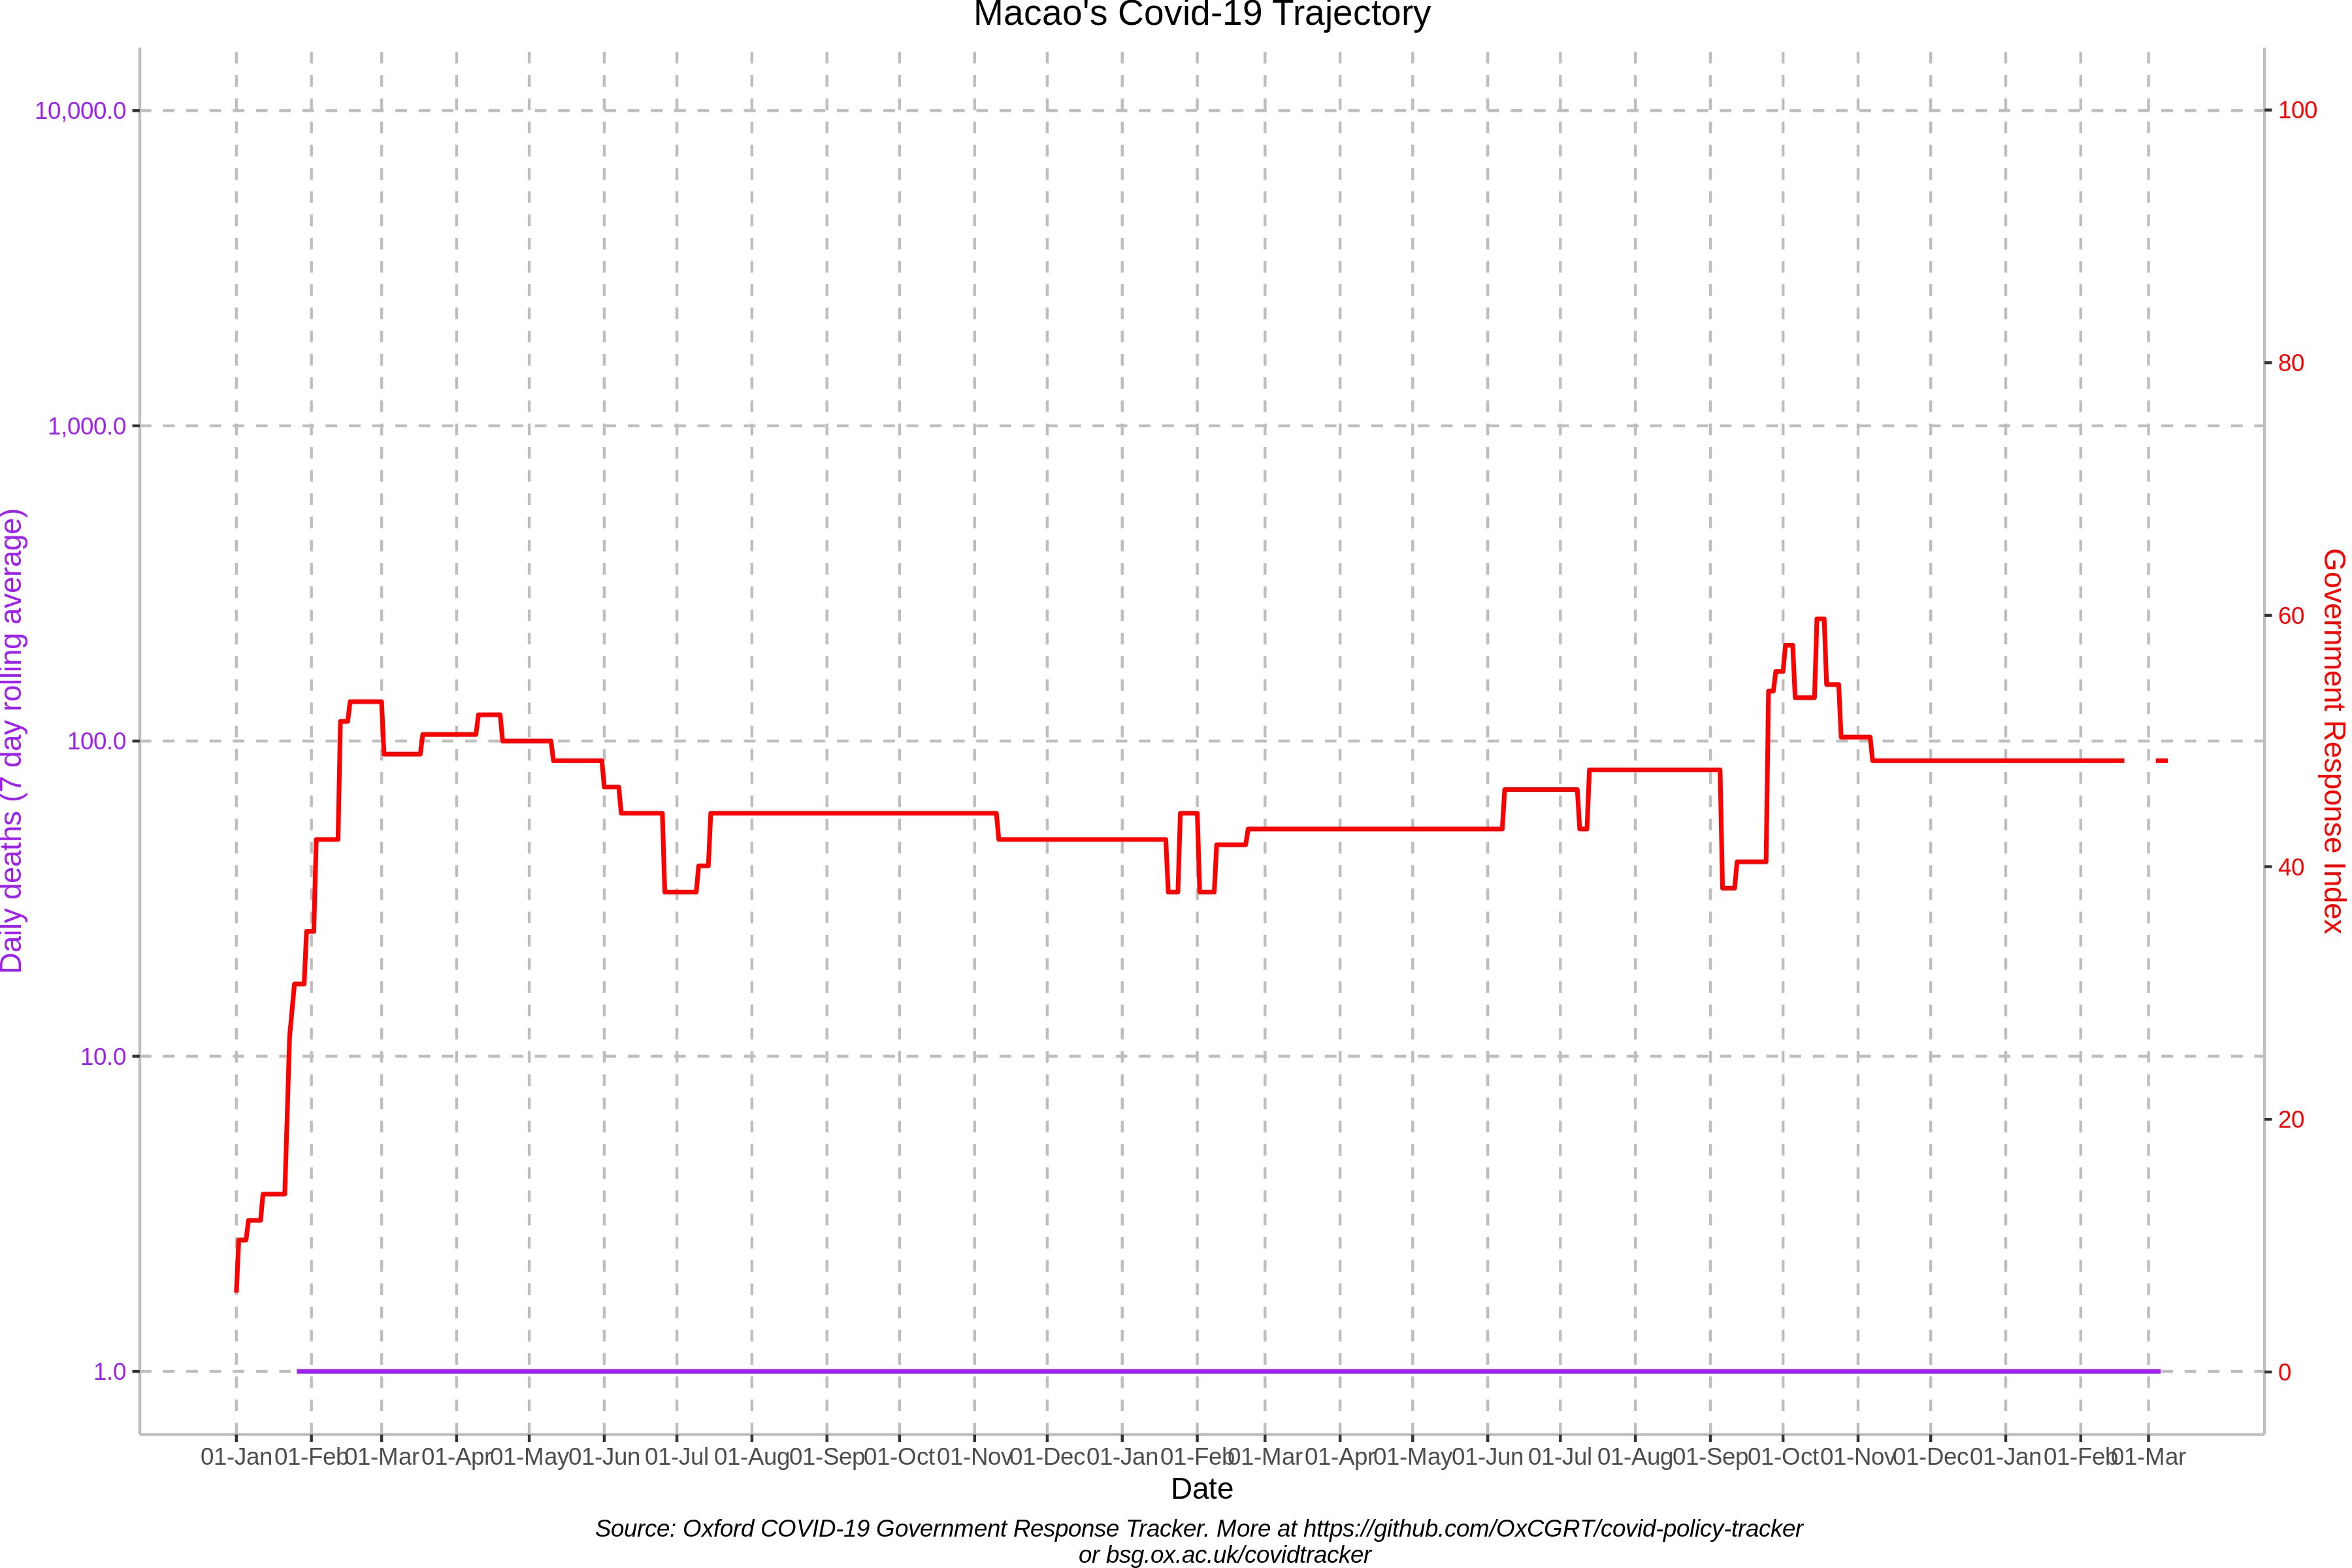 Macao's Covid-19 Trajectory
10,000.0
1,000.0
100.0
10.0
1.0
Daily deaths (7 day rolling average)
100
80
60
40
20
0
Government Response Index
01-Jan 01-Feb 01-Mar 01-Apr 01-May 01-Jun 01-Jul 01-Aug 01-Sep 01-Oct 01-Nov 01-Dec 01-Jan 01-Feb 01-Mar 01-Apr 01-May 01-Jun 01-Jul 01-Aug 01-Sep 01-Oct 01-Nov 01-Dec 01-Jan 01-Feb 01-Mar
Date
Source: Oxford COVID-19 Government Response Tracker. More at https://github.com/OxCGRT/covid-policy-tracker
or bsg.ox.ac.uk/covidtracker